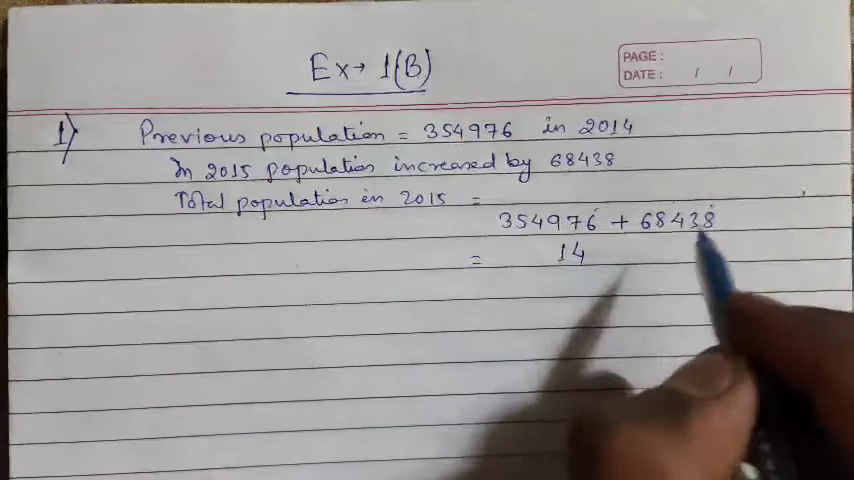 Ex → 1(B)
PAGE :
DATE : / /
1) Previous population = 354976 in 2014
In 2015 population increased by 68438
Total population in 2015 =
354976 + 68438
= 14